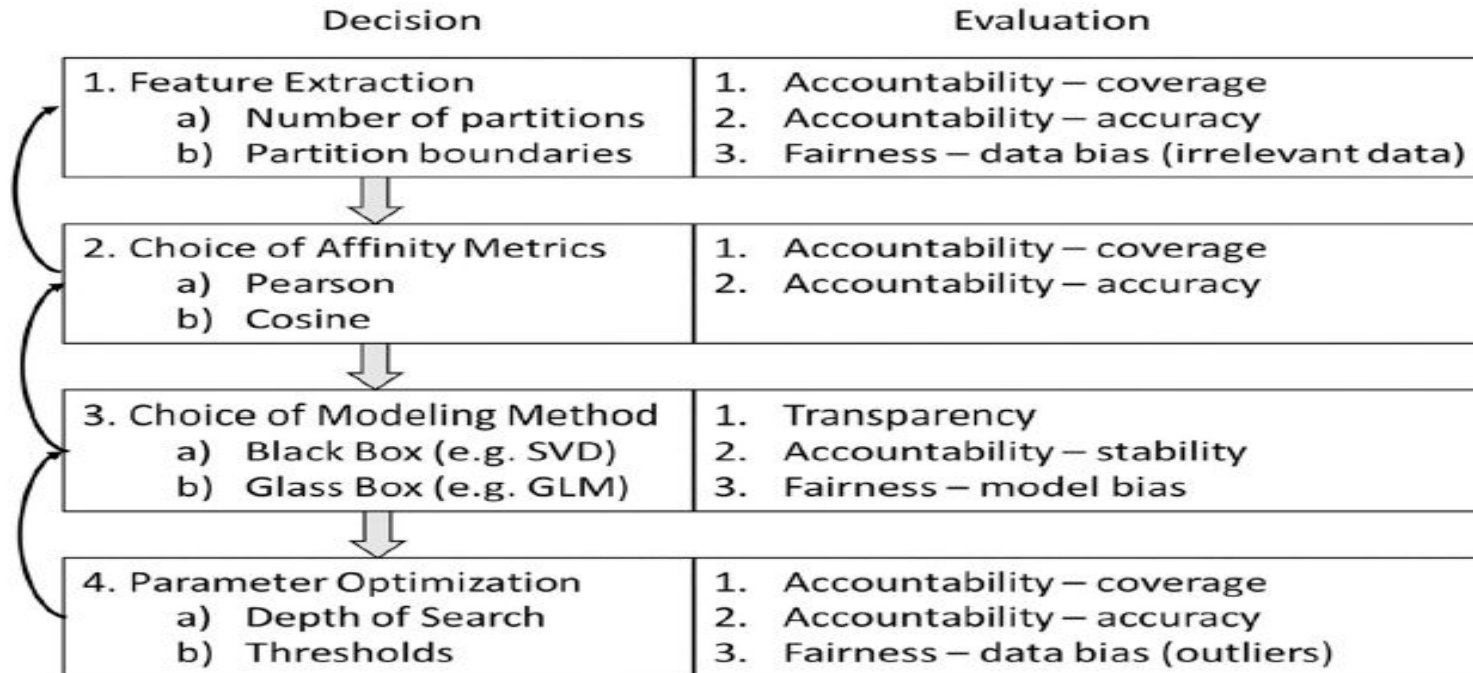 Decision
Evaluation
1. Feature Extraction
a) Number of partitions
b) Partition boundaries
1. Accountability – coverage
2. Accountability – accuracy
3. Fairness – data bias (irrelevant data)
2. Choice of Affinity Metrics
a) Pearson
b) Cosine
1. Accountability – coverage
2. Accountability – accuracy
3. Choice of Modeling Method
a) Black Box (e.g. SVD)
b) Glass Box (e.g. GLM)
1. Transparency
2. Accountability – stability
3. Fairness – model bias
4. Parameter Optimization
a) Depth of Search
b) Thresholds
1. Accountability – coverage
2. Accountability – accuracy
3. Fairness – data bias (outliers)